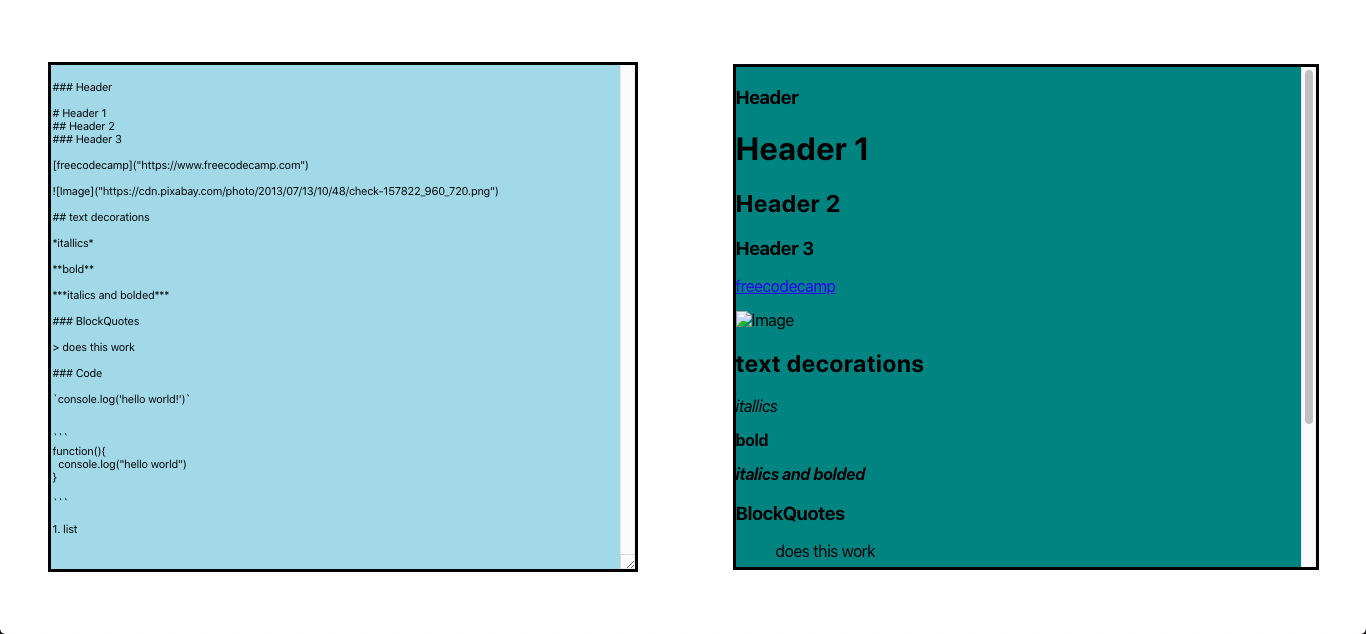 ### Header
# Header 1
## Header 2
### Header 3
[freecodecamp]("https://www.freecodecamp.com")
![Image]("https://cdn.pixabay.com/photo/2013/07/13/10/48/check-157822_960_720.png")
## text decorations
*itallics*
**bold**
***italics and bolded***
### BlockQuotes
> does this work
### Code
`console.log('hello world!')`
```
function(){
  console.log("hello world")
}
```
1. list
Header
Header 1
Header 2
Header 3
freecodecamp
Image
text decorations
itallics
bold
italics and bolded
BlockQuotes
does this work